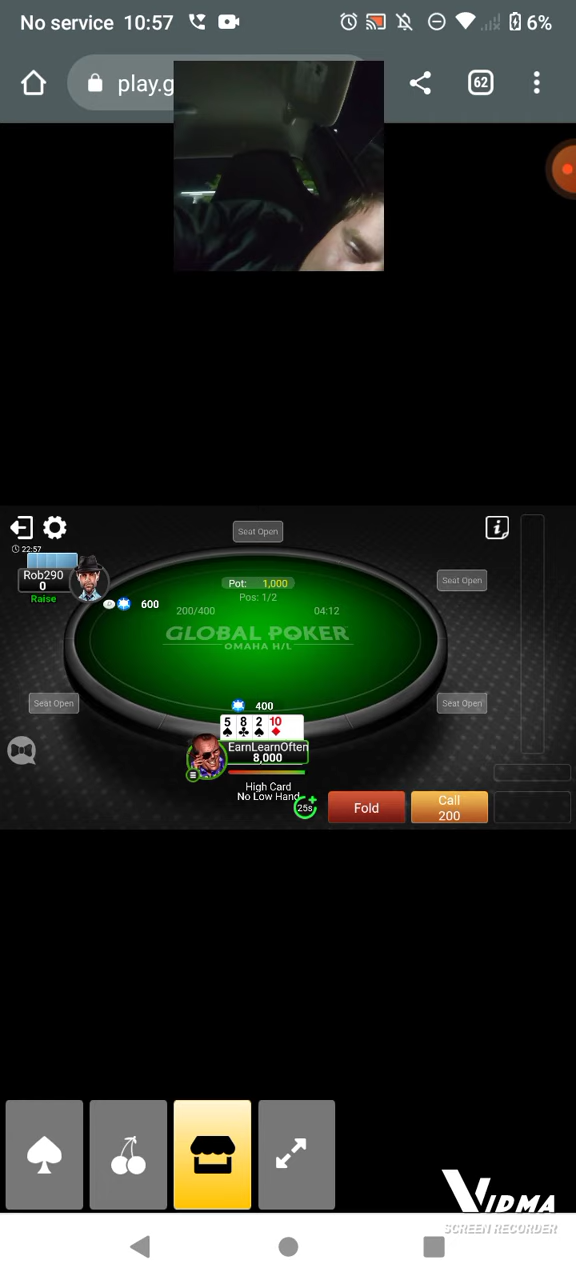 No service 10:57
6%
play.g
62
Seat Open
22:57
Rob290
0
Raise
Pot: 1,000
Pos: 1/2
Seat Open
600
200/400
04:12
GLOBAL POKER
OMAHA H/L
Seat Open
Seat Open
400
5 8 2 10
EarnLearnOften
8,000
High Card
No Low Hand
25s
Fold
Call
200
VIDMA
SCREEN RECORDER